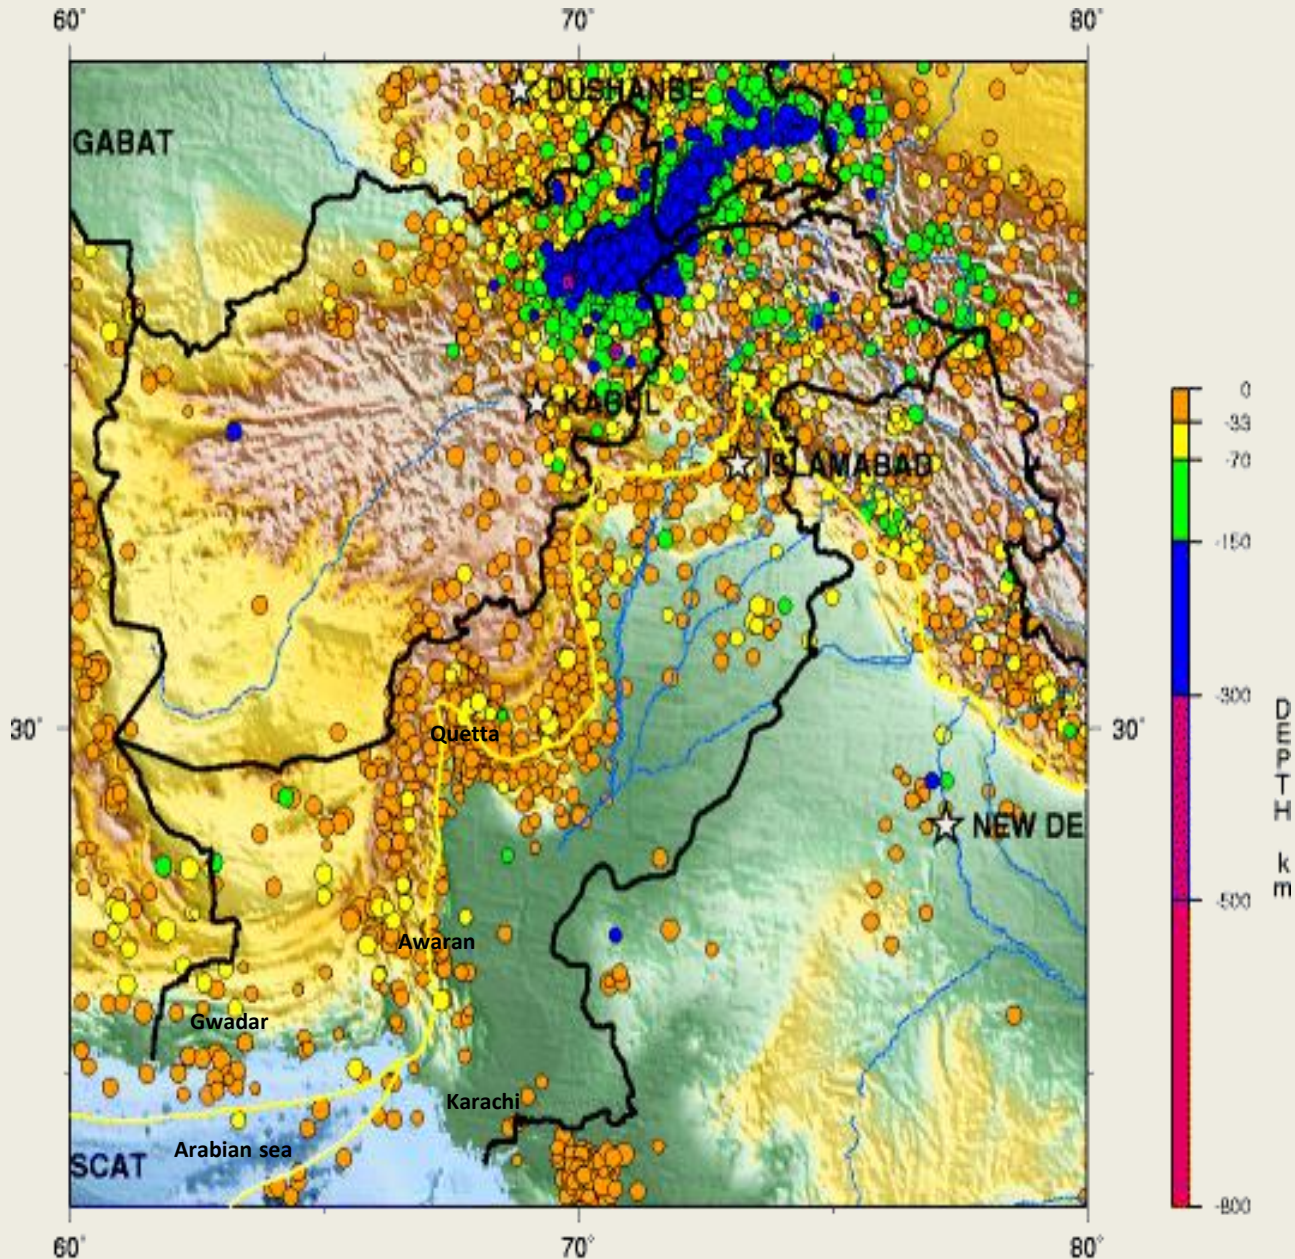 60° 70° 80°
DUSHANBE
GABAT
KABUL
ISLAMABAD
0
-33
-70
-150
-300
-500
-800
DEPTH km
30° 30°
Quetta
NEW DE
Awaran
Gwadar
Karachi
Arabian sea
SCAT
60° 70° 80°